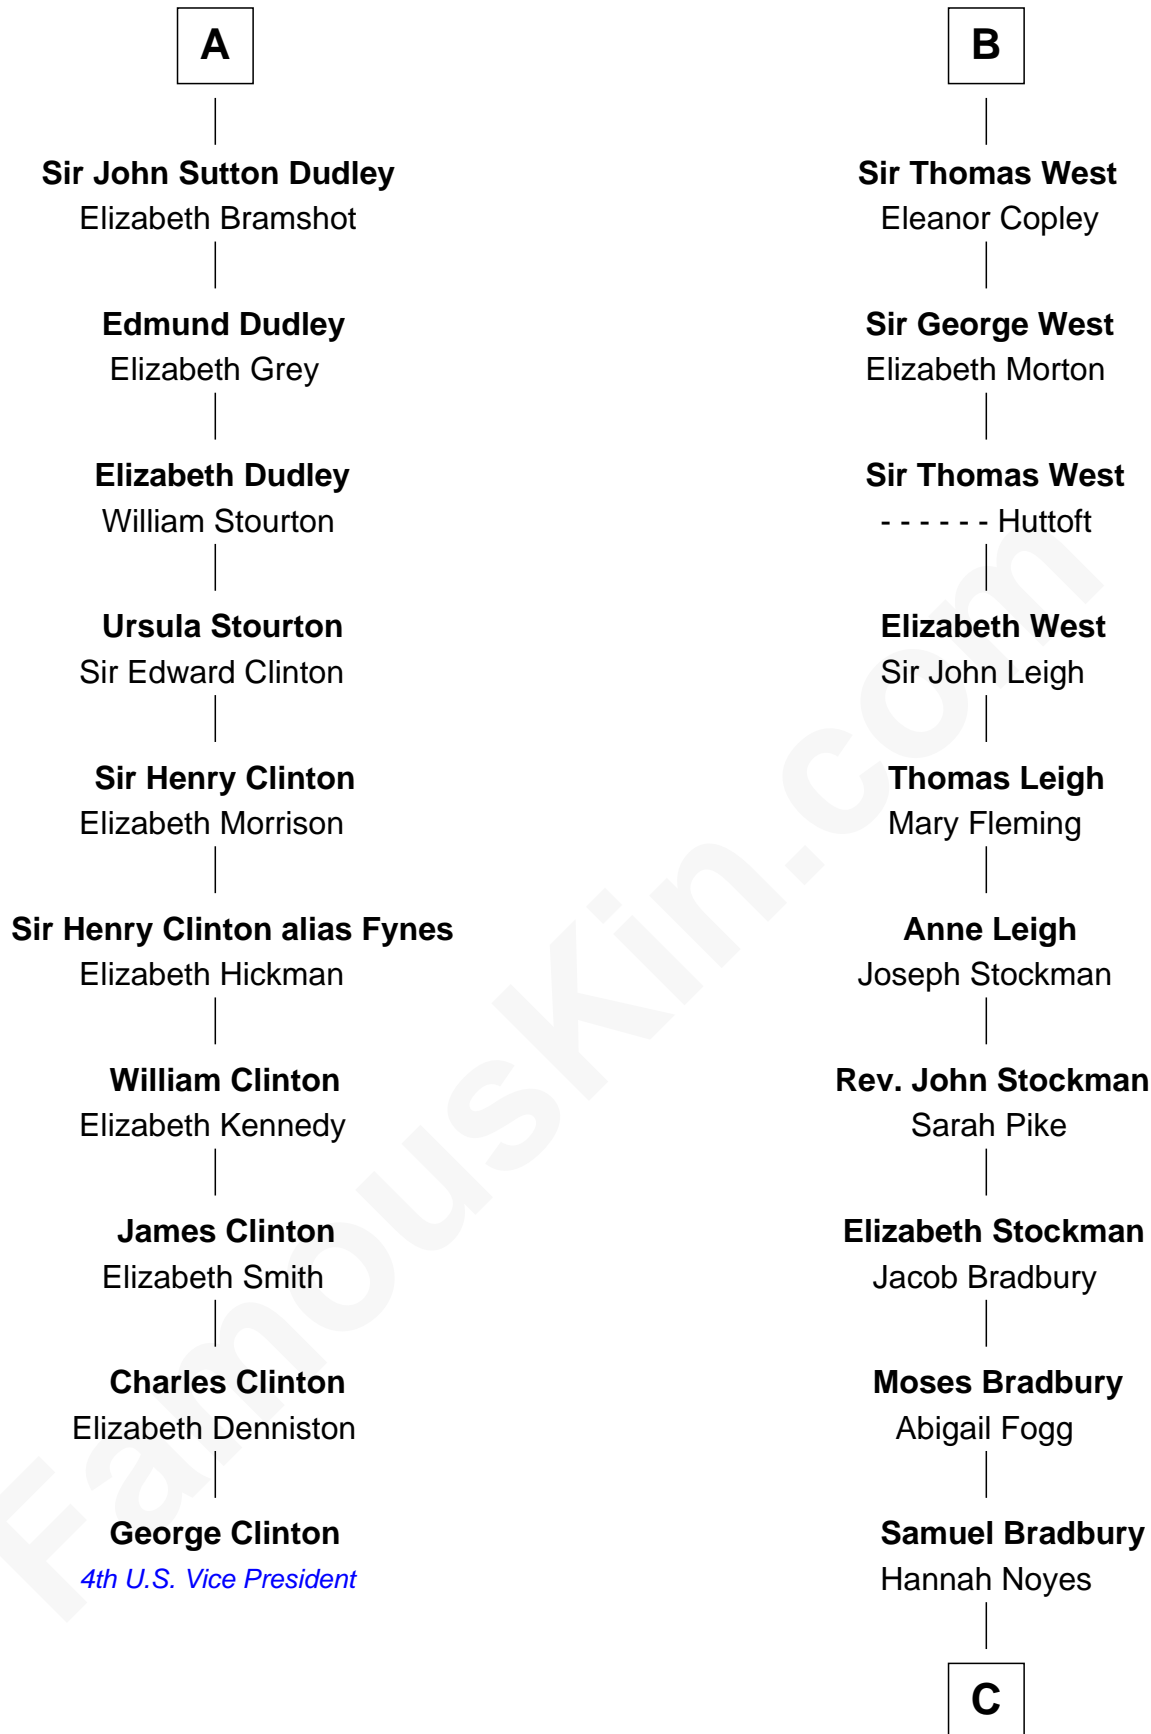 A
Sir John Sutton Dudley
Elizabeth Bramshot
Edmund Dudley
Elizabeth Grey
Elizabeth Dudley
William Stourton
Ursula Stourton
Sir Edward Clinton
Sir Henry Clinton
Elizabeth Morrison
Sir Henry Clinton alias Fynes
Elizabeth Hickman
William Clinton
Elizabeth Kennedy
James Clinton
Elizabeth Smith
Charles Clinton
Elizabeth Denniston
George Clinton
4th U.S. Vice President
B
Sir Thomas West
Eleanor Copley
Sir George West
Elizabeth Morton
Sir Thomas West
- - - - - - Huttoft
Elizabeth West
Sir John Leigh
Thomas Leigh
Mary Fleming
Anne Leigh
Joseph Stockman
Rev. John Stockman
Sarah Pike
Elizabeth Stockman
Jacob Bradbury
Moses Bradbury
Abigail Fogg
Samuel Bradbury
Hannah Noyes
C
FamousKin.com